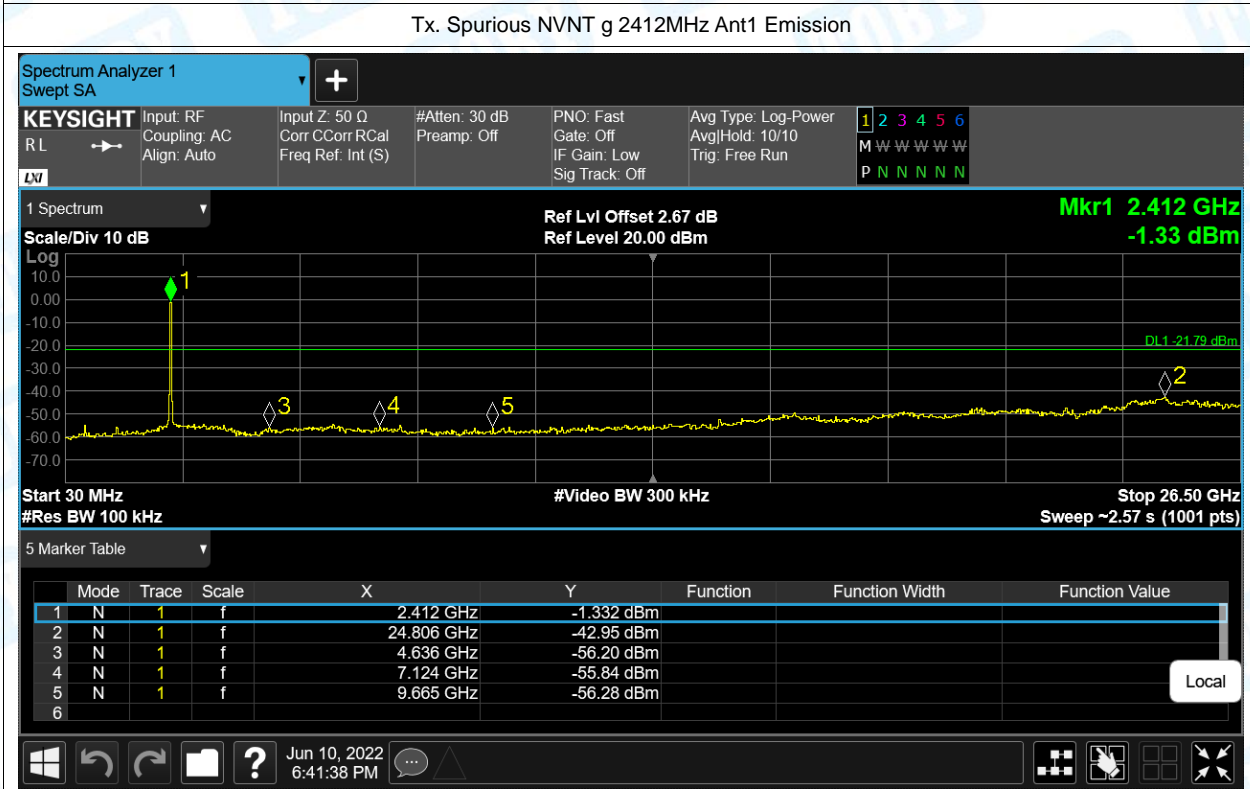 Tx. Spurious NVNT g 2412MHz Ant1 Emission
Spectrum Analyzer 1
Swept SA
KEYSIGHT
RL
LXI
Input: RF
Coupling: AC
Align: Auto
Input Z: 50 Ω
Corr CCorr RCal
Freq Ref: Int (S)
#Atten: 30 dB
Preamp: Off
PNO: Fast
Gate: Off
IF Gain: Low
Sig Track: Off
Avg Type: Log-Power
Avg|Hold: 10/10
Trig: Free Run
1 2 3 4 5 6
M W W W W W W
P N N N N N N
1 Spectrum
Scale/Div 10 dB
Ref Lvl Offset 2.67 dB
Ref Level 20.00 dBm
Mkr1 2.412 GHz
-1.33 dBm
Log
10.0
0.00
-10.0
-20.0
-30.0
-40.0
-50.0
-60.0
-70.0
1
DL1 -21.79 dBm
2
3
4
5
Start 30 MHz
#Video BW 300 kHz
Stop 26.50 GHz
#Res BW 100 kHz
Sweep ~2.57 s (1001 pts)
5 Marker Table
Mode Trace Scale X Y Function Function Width Function Value
1 N 1 f 2.412 GHz -1.332 dBm
2 N 1 f 24.806 GHz -42.95 dBm
3 N 1 f 4.636 GHz -56.20 dBm
4 N 1 f 7.124 GHz -55.84 dBm
5 N 1 f 9.665 GHz -56.28 dBm
6
Local
?
Jun 10, 2022
6:41:38 PM